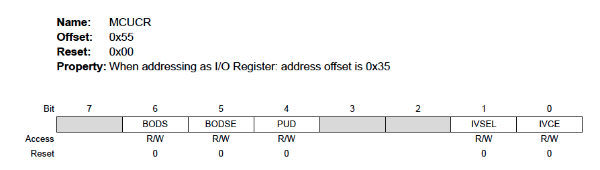 Name: MCUCR
Offset: 0x55
Reset: 0x00
Property: When addressing as I/O Register: address offset is 0x35
Bit 7 6 5 4 3 2 1 0
BODS BODSE PUD IVSEL IVCE
Access R/W R/W R/W R/W R/W
Reset 0 0 0 0 0